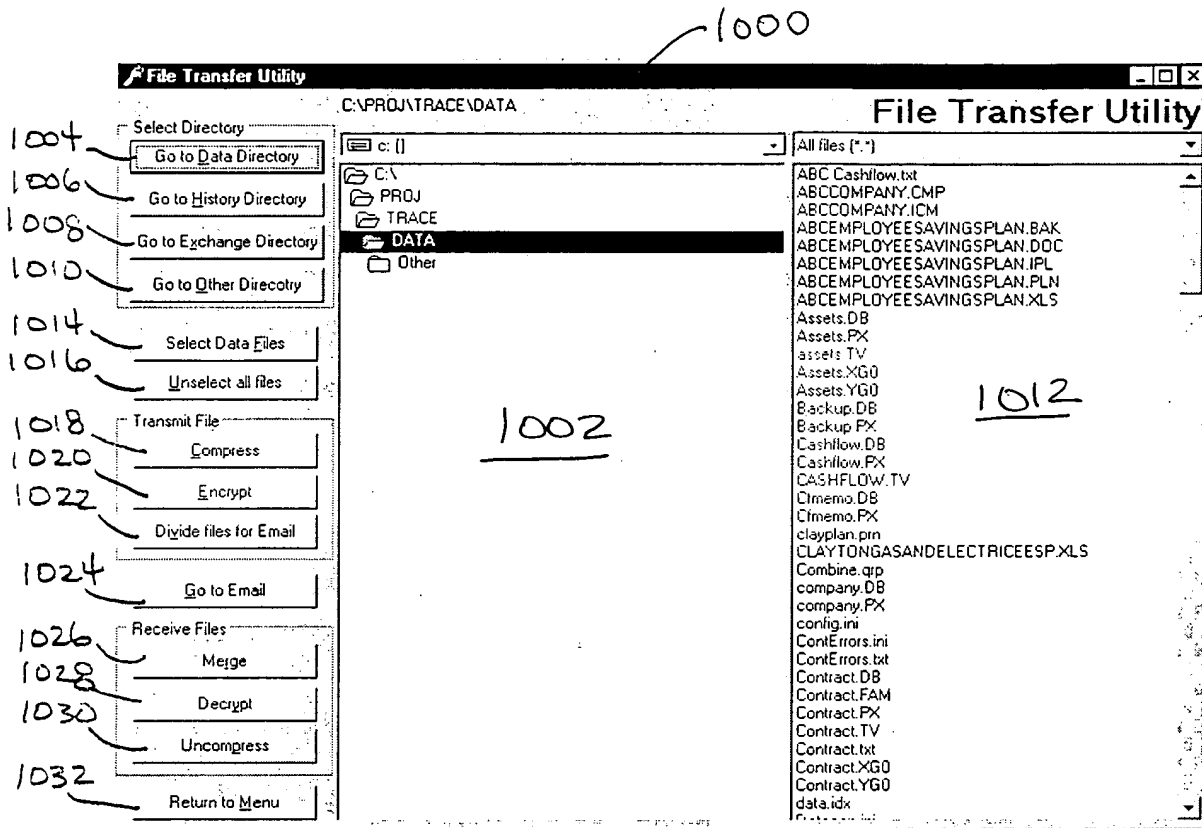 1000
File Transfer Utility
C:\PROJ\TRACE\DATA
File Transfer Utility
Select Directory
1004
Go to Data Directory
1006
Go to History Directory
1008
Go to Exchange Directory
1010
Go to Other Direcotry
1014
Select Data Files
1016
Unselect all files
Transmit File
1018
Compress
1020
Encrypt
1022
Divide files for Email
1024
Go to Email
Receive Files
1026
Merge
1028
Decrypt
1030
Uncompress
1032
Return to Menu
c: []
C:\
PROJ
TRACE
DATA
Other
1002
All files (*.*)
ABC Cashflow.txt
ABCCOMPANY.CMP
ABCCOMPANY.ICM
ABCEMPLOYEESAVINGSPLAN.BAK
ABCEMPLOYEESAVINGSPLAN.DOC
ABCEMPLOYEESAVINGSPLAN.IPL
ABCEMPLOYEESAVINGSPLAN.PLN
ABCEMPLOYEESAVINGSPLAN.XLS
Assets.DB
Assets.PX
assets.TV
Assets.XG0
Assets.YG0
Backup.DB
Backup.PX
Cashflow.DB
Cashflow.PX
CASHFLOW.TV
Cfmemo.DB
Cfmemo.PX
clayplan.prn
CLAYTONGASANDELECTRICEESP.XLS
Combine.qrp
company.DB
company.PX
config.ini
ContErrors.ini
ContErrors.txt
Contract.DB
Contract.FAM
Contract.PX
Contract.TV
Contract.txt
Contract.XG0
Contract.YG0
data.idx
1012